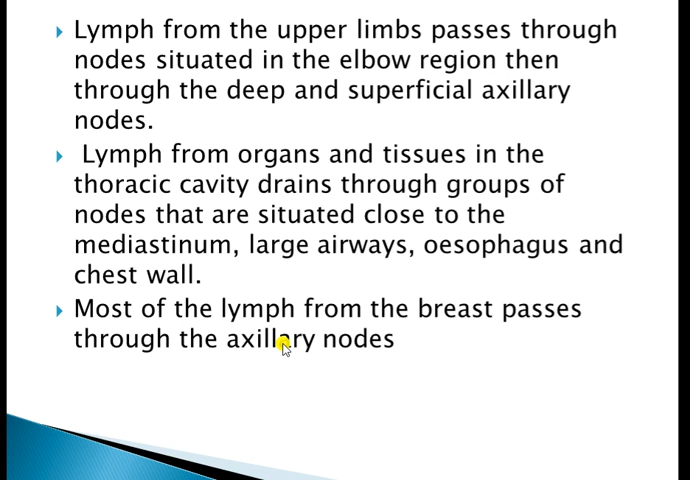 Lymph from the upper limbs passes through
nodes situated in the elbow region then
through the deep and superficial axillary
nodes.
Lymph from organs and tissues in the
thoracic cavity drains through groups of
nodes that are situated close to the
mediastinum, large airways, oesophagus and
chest wall.
Most of the lymph from the breast passes
through the axillary nodes